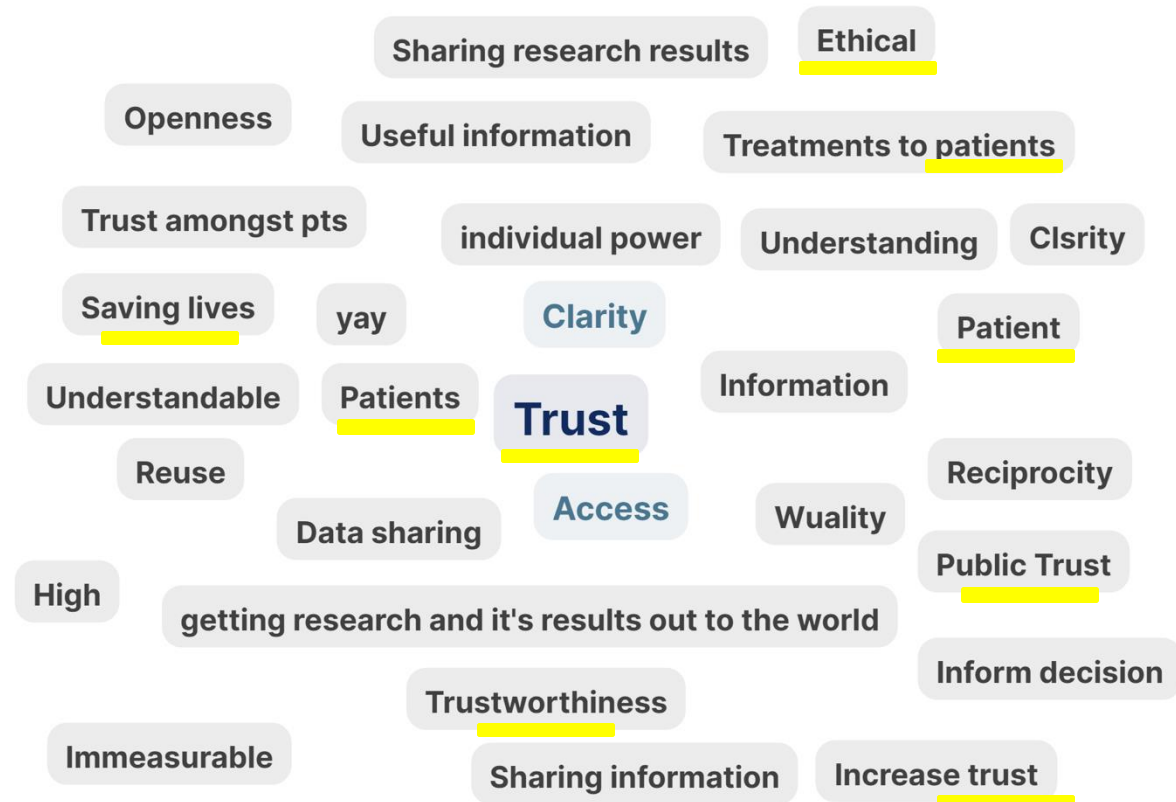 Sharing research results
Ethical
Openness
Useful information
Treatments to patients
Trust amongst pts
individual power
Understanding
Clsrity
Saving lives
yay
Clarity
Patient
Understandable
Patients
Trust
Information
Reuse
Reciprocity
Data sharing
Access
Wuality
Public Trust
High
getting research and it's results out to the world
Inform decision
Trustworthiness
Immeasurable
Sharing information
Increase trust